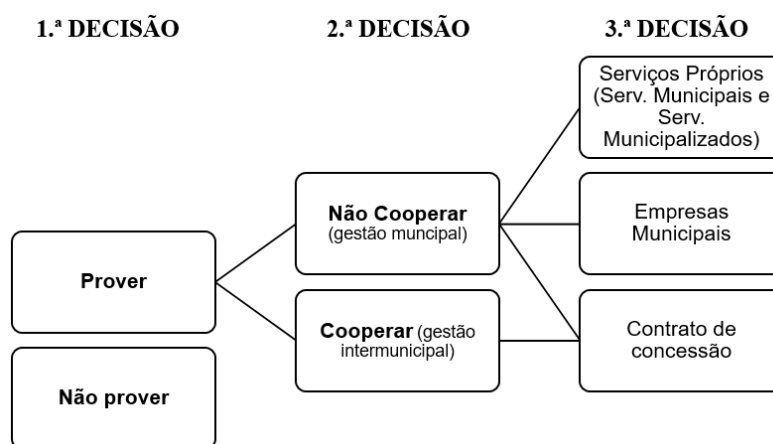 1.ª DECISÃO
2.ª DECISÃO
3.ª DECISÃO
Prover
Não prover
Não Cooperar
(gestão muncipal)
Cooperar (gestão
intermunicipal)
Serviços Próprios
(Serv. Municipais e
Serv.
Municipalizados)
Empresas
Municipais
Contrato de
concessão